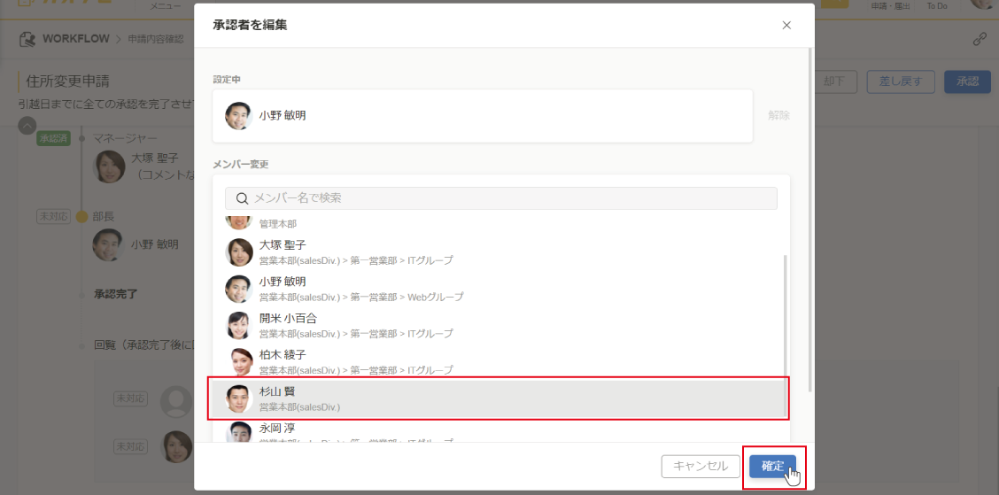 メニュー
申請・届出
To Do
WORKFLOW > 申請内容確認
住所変更申請
却下
差し戻す
承認
引越日までに全ての承認を完了させ
承認済
マネージャー
大塚 聖子
（コメントな
未対応
部長
小野 敏明
承認完了
回覧（承認完了後に
未対応
未対応
承認者を編集
設定中
小野 敏明
解除
メンバー変更
メンバー名で検索
管理本部
大塚 聖子
営業本部(salesDiv.) > 第一営業部 > ITグループ
小野 敏明
営業本部(salesDiv.) > 第一営業部 > Webグループ
開米 小百合
営業本部(salesDiv.) > 第一営業部 > ITグループ
柏木 綾子
営業本部(salesDiv.) > 第一営業部 > ITグループ
杉山 賢
営業本部(salesDiv.)
永岡 淳
キャンセル
確定